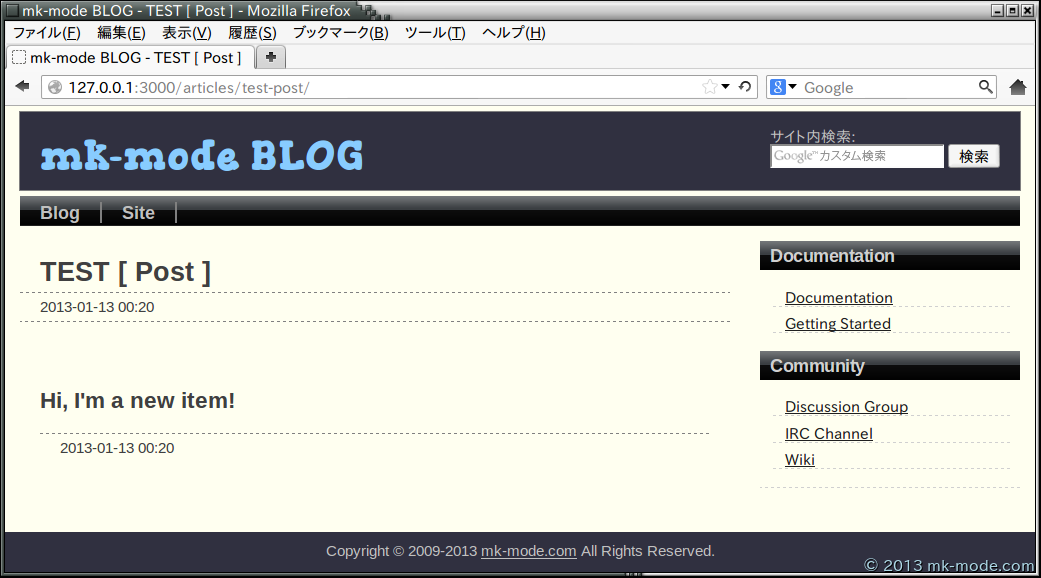 mk-mode BLOG - TEST [ Post ] - Mozilla Firefox
ファイル(F) 編集(E) 表示(V) 履歴(S) ブックマーク(B) ツール(T) ヘルプ(H)
mk-mode BLOG - TEST [ Post ]
127.0.0.1:3000/articles/test-post/
Google
mk-mode BLOG
サイト内検索:
Google™カスタム検索
検索
Blog Site
TEST [ Post ]
2013-01-13 00:20
Hi, I'm a new item!
2013-01-13 00:20
Documentation
Documentation
Getting Started
Community
Discussion Group
IRC Channel
Wiki
Copyright © 2009-2013 mk-mode.com All Rights Reserved.
© 2013 mk-mode.com